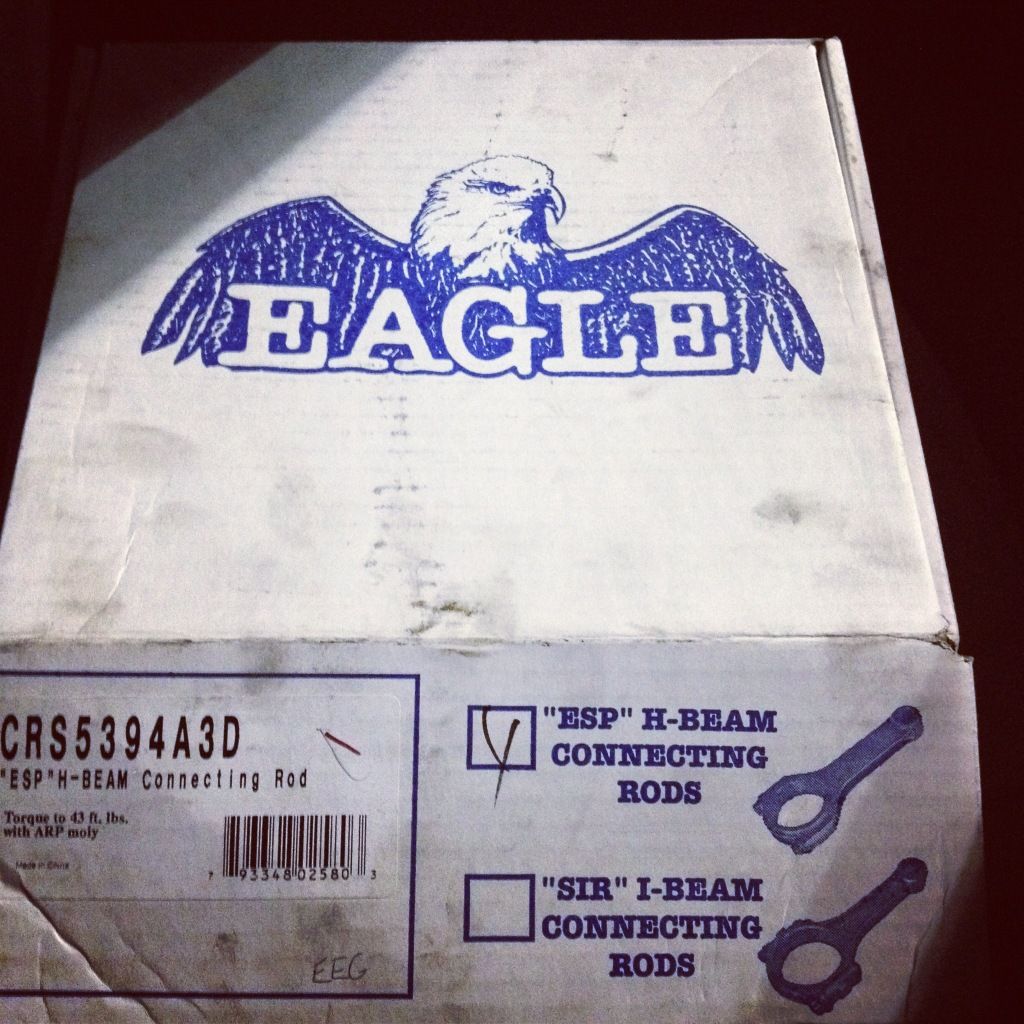 EAGLE
CRS5394A3D
"ESP"H-BEAM Connecting Rod
Torque to 43 ft. lbs.
with ARP moly
Made in China
7 93348 02580 3
EEG
"ESP" H-BEAM
CONNECTING
RODS
"SIR" I-BEAM
CONNECTING
RODS